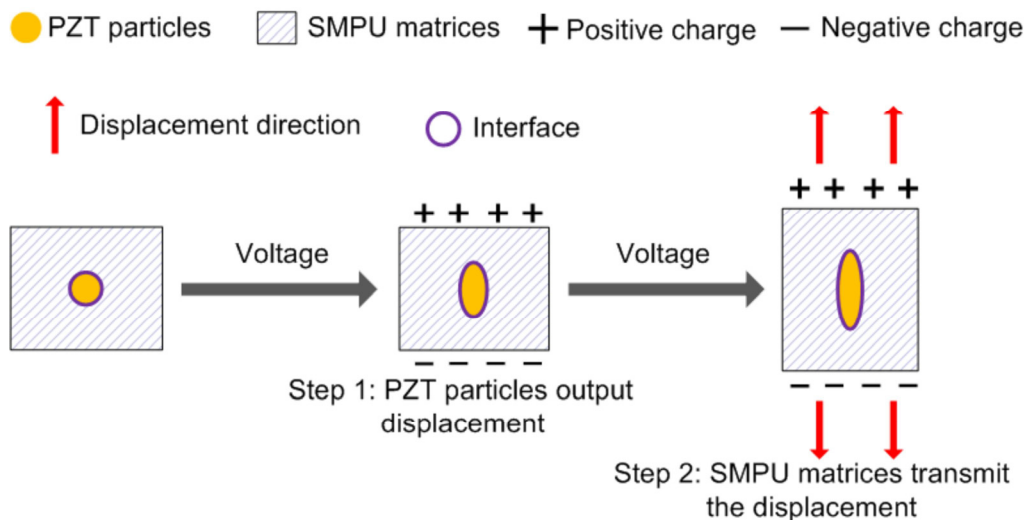 PZT particles
SMPU matrices
Positive charge
Negative charge
Displacement direction
Interface
+ + + +
+ + + +
Voltage
Voltage
− − − −
− − − −
Step 1: PZT particles output
displacement
Step 2: SMPU matrices transmit
the displacement